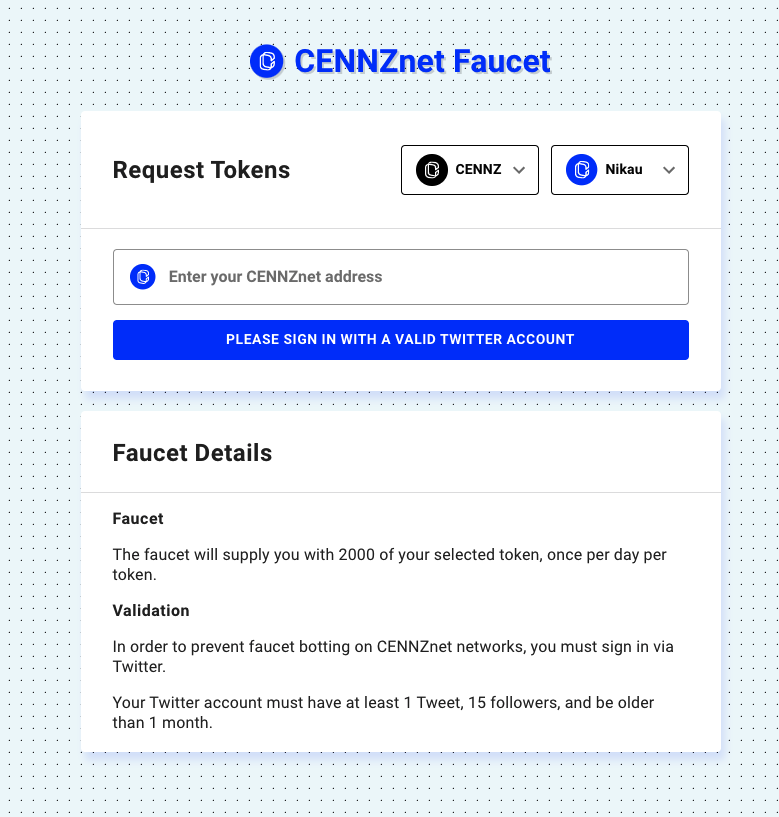 CENNZnet Faucet
Request Tokens
CENNZ
Nikau
Enter your CENNZnet address
PLEASE SIGN IN WITH A VALID TWITTER ACCOUNT
Faucet Details
Faucet
The faucet will supply you with 2000 of your selected token, once per day per
token.
Validation
In order to prevent faucet botting on CENNZnet networks, you must sign in via
Twitter.
Your Twitter account must have at least 1 Tweet, 15 followers, and be older
than 1 month.